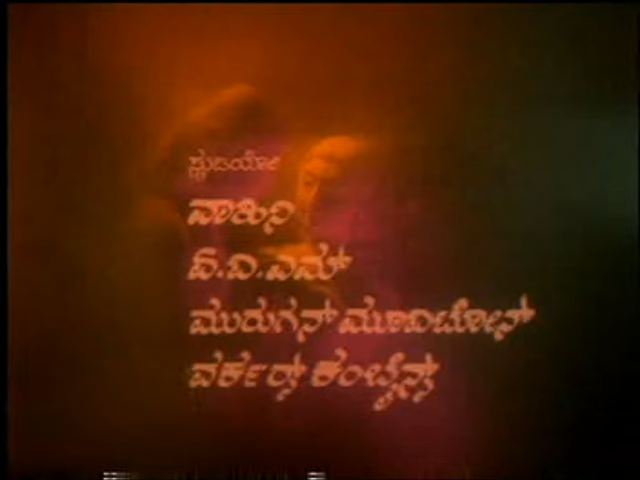 ಸ್ಟುಡಿಯೋ
ವಾಹಿನಿ
ಏ.ವಿ.ಎಮ್
ಮುರುಗನ್ ಮೂವಿಟೋನ್
ವರ್ಕರ್ಸ್ ಕಂಬೈನ್ಸ್